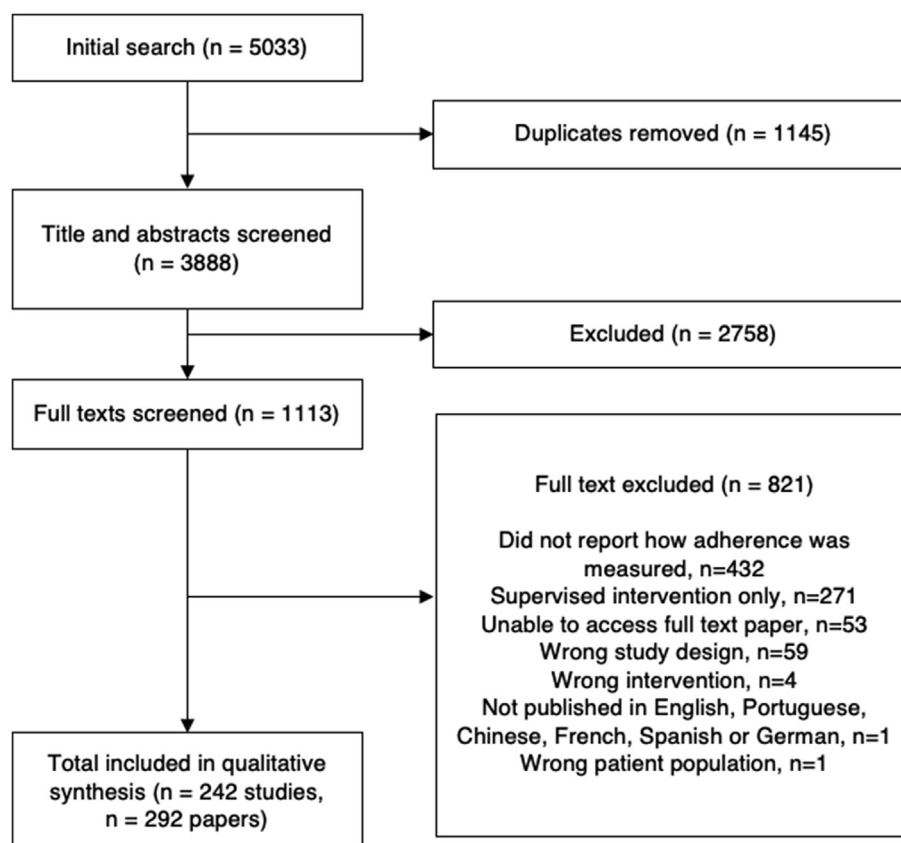 Initial search (n = 5033)
Duplicates removed (n = 1145)
Title and abstracts screened
(n = 3888)
Excluded (n = 2758)
Full texts screened (n = 1113)
Full text excluded (n = 821)
Did not report how adherence was
measured, n=432
Supervised intervention only, n=271
Unable to access full text paper, n=53
Wrong study design, n=59
Wrong intervention, n=4
Not published in English, Portuguese,
Chinese, French, Spanish or German, n=1
Wrong patient population, n=1
Total included in qualitative
synthesis (n = 242 studies,
n = 292 papers)